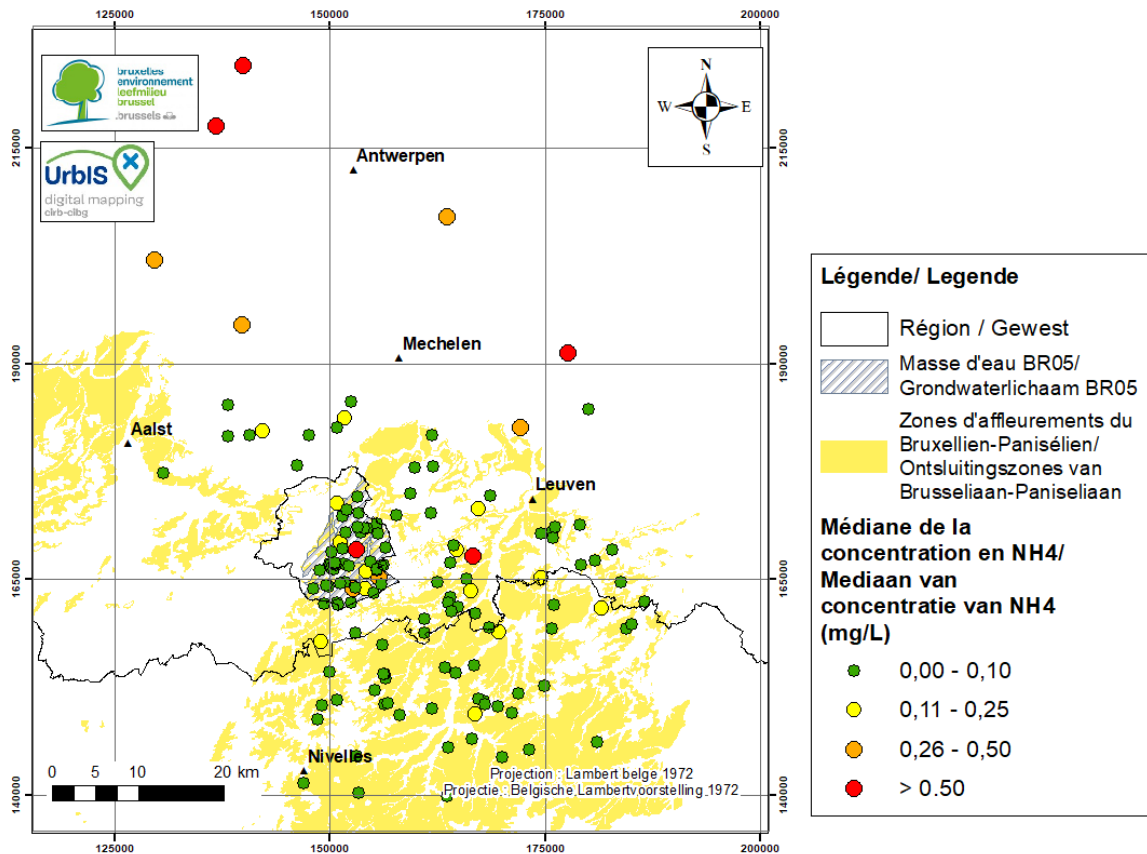 125000 150000 175000 200000
bruxelles
environnement
leefmilieu
brussel
.brussels
UrbIS
digital mapping
cirb-cibg
N
W E
S
215000 215000
Antwerpen
Mechelen
190000 190000
Aalst
Leuven
165000 165000
Nivelles
0 5 10 20 km
Projection : Lambert belge 1972
Projectie : Belgische Lambertvoorstelling 1972
140000 140000
125000 150000 175000 200000
Légende/ Legende
Région / Gewest
Masse d'eau BR05/
Grondwaterlichaam BR05
Zones d'affleurements du
Bruxellien-Panisélien/
Ontsluitingszones van
Brusseliaan-Paniseliaan
Médiane de la
concentration en NH4/
Mediaan van
concentratie van NH4
(mg/L)
0,00 - 0,10
0,11 - 0,25
0,26 - 0,50
> 0.50